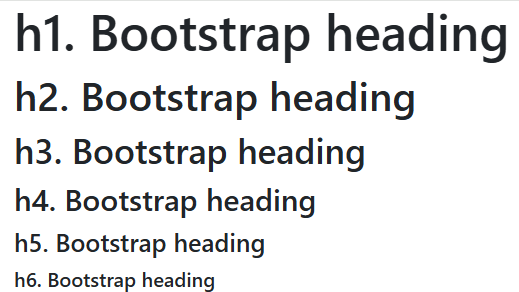 h1. Bootstrap heading
h2. Bootstrap heading
h3. Bootstrap heading
h4. Bootstrap heading
h5. Bootstrap heading
h6. Bootstrap heading